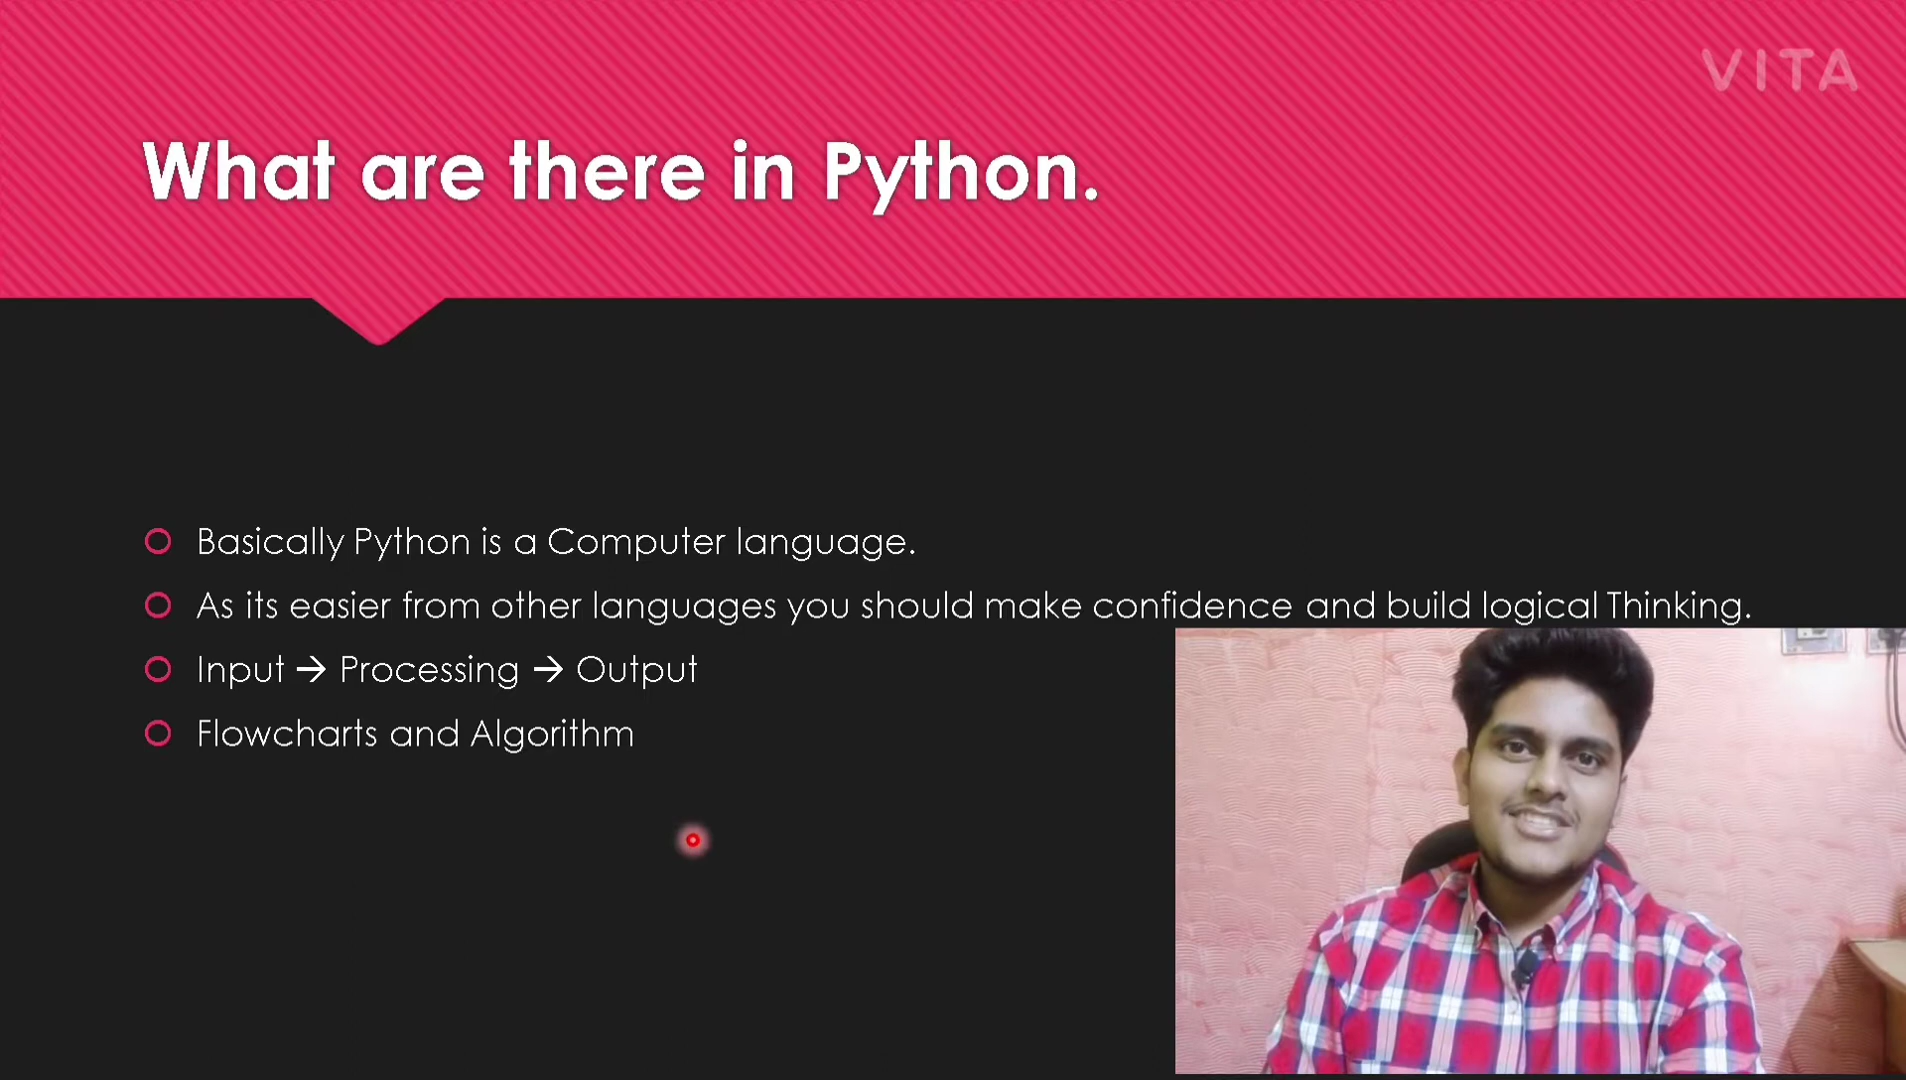 VITA
What are there in Python.
Basically Python is a Computer language.
As its easier from other languages you should make confidence and build logical Thinking.
Input → Processing → Output
Flowcharts and Algorithm